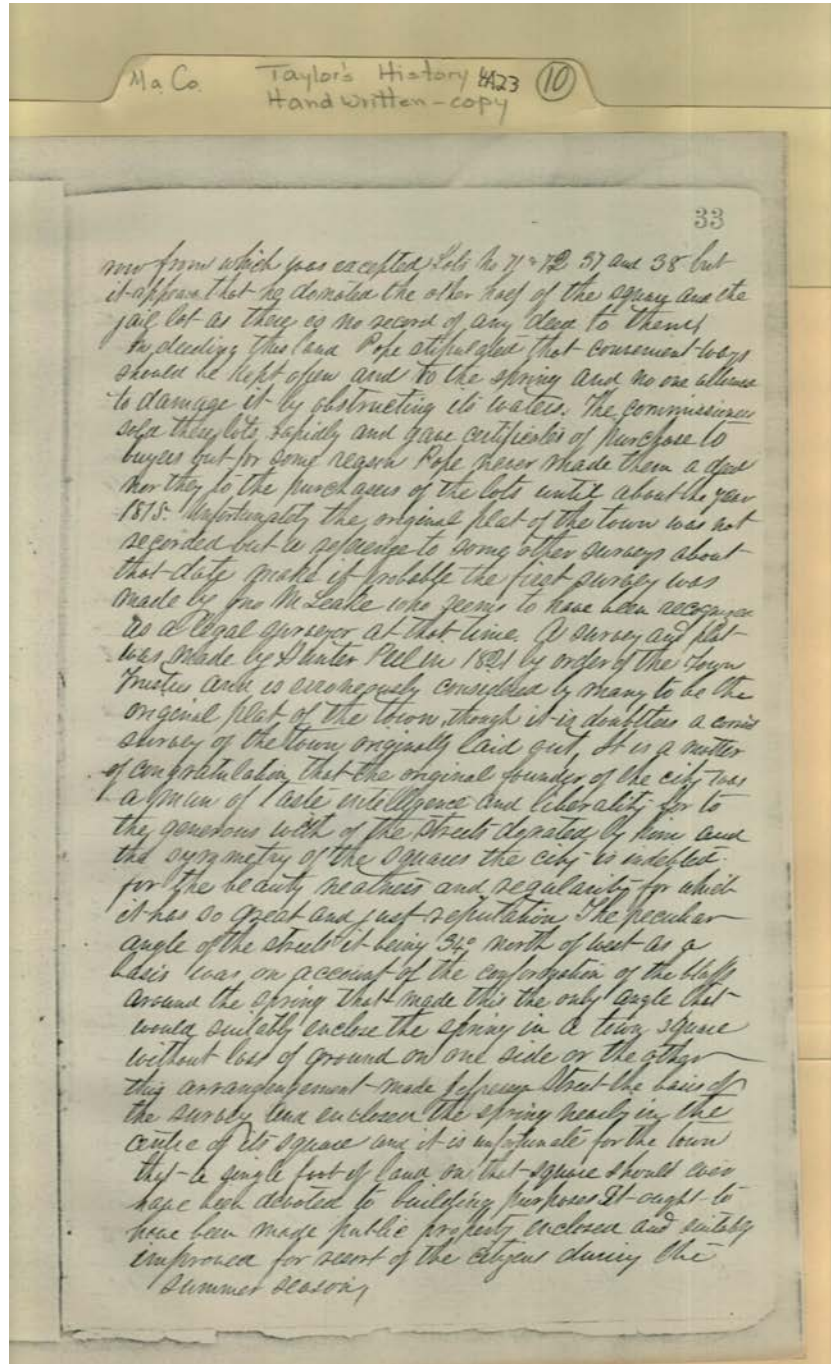 Ma. Co. Taylor's History 4A23 10
Handwritten-copy
33
now from which was excepted Lots No 71 & 72 37 and 38 but
it appears that he donated the other half of the square and the
jail lot as there is no record of any deed to them
In deeding this land Pope stipulated that convenient ways
should be kept open and to the spring and no one allowed
to damage it by obstructing its waters. The commissioners
sold these lots rapidly and gave certificates of purchase to
buyers but for some reason Pope never made them a deed
nor they to the purchasers of the lots until about the year
1815. Unfortunately the original plat of the town was not
recorded but a reference to some other surveys about
that date make it probable the first survey was
made by Jno M Leake who seems to have been recognized
as a legal surveyor at that time. A survey and plat
was made by Hunter Peel in 1821 by order of the Town
Trustees and is erroneously considered by many to be the
original plat of the town, though it is doubtless a correct
survey of the town originally laid out. It is a matter
of congratulation that the original founder of the city was
a man of taste intelligence and liberality for to
the generous width of the streets donated by him and
the symmetry of the squares the city is indebted
for the beauty neatness and regularity for which
it has so great and just reputation The peculiar
angle of the streets it being 34° north of west as a
basis was on account of the conformation of the bluffs
around the spring that made this the only angle that
would suitably enclose the spring in a town square
without loss of ground on one side or the other
this arrangengement made Jefferson Street the basis of
the survey and enclosed the spring nearly in the
centre of its square and it is unfortunate for the town
that a single foot of land on that square should ever
have been devoted to building purposes It ought to
have been made public property enclosed and suitably
improved for resort of the citizens during the
summer season,